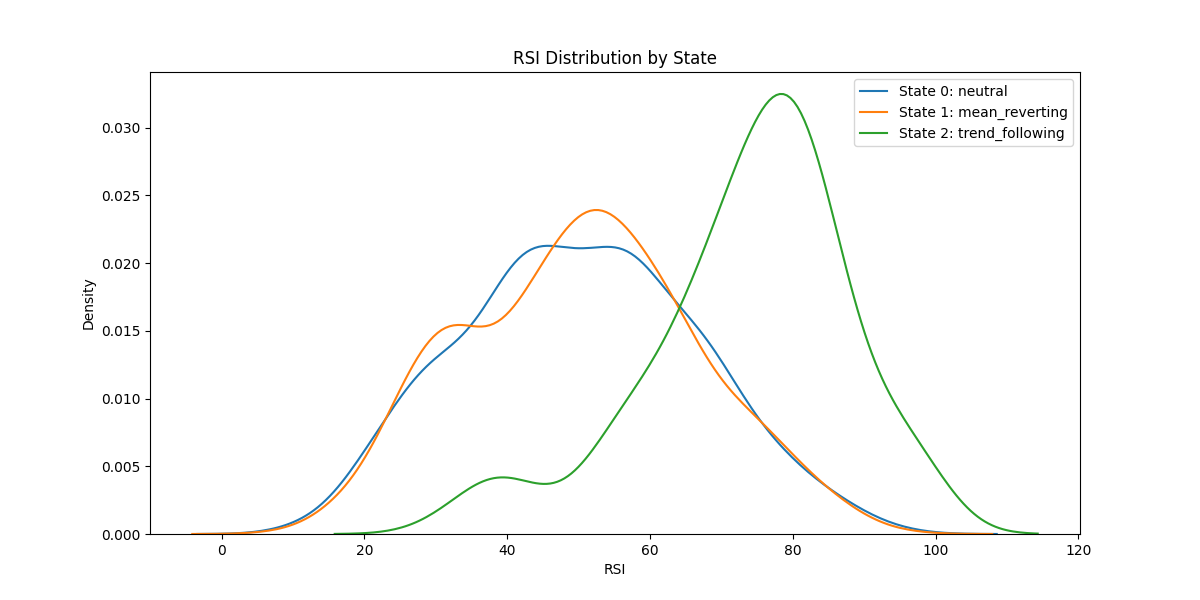 RSI Distribution by State
State 0: neutral
State 1: mean_reverting
State 2: trend_following
Density
0.030
0.025
0.020
0.015
0.010
0.005
0.000
0 20 40 60 80 100 120
RSI